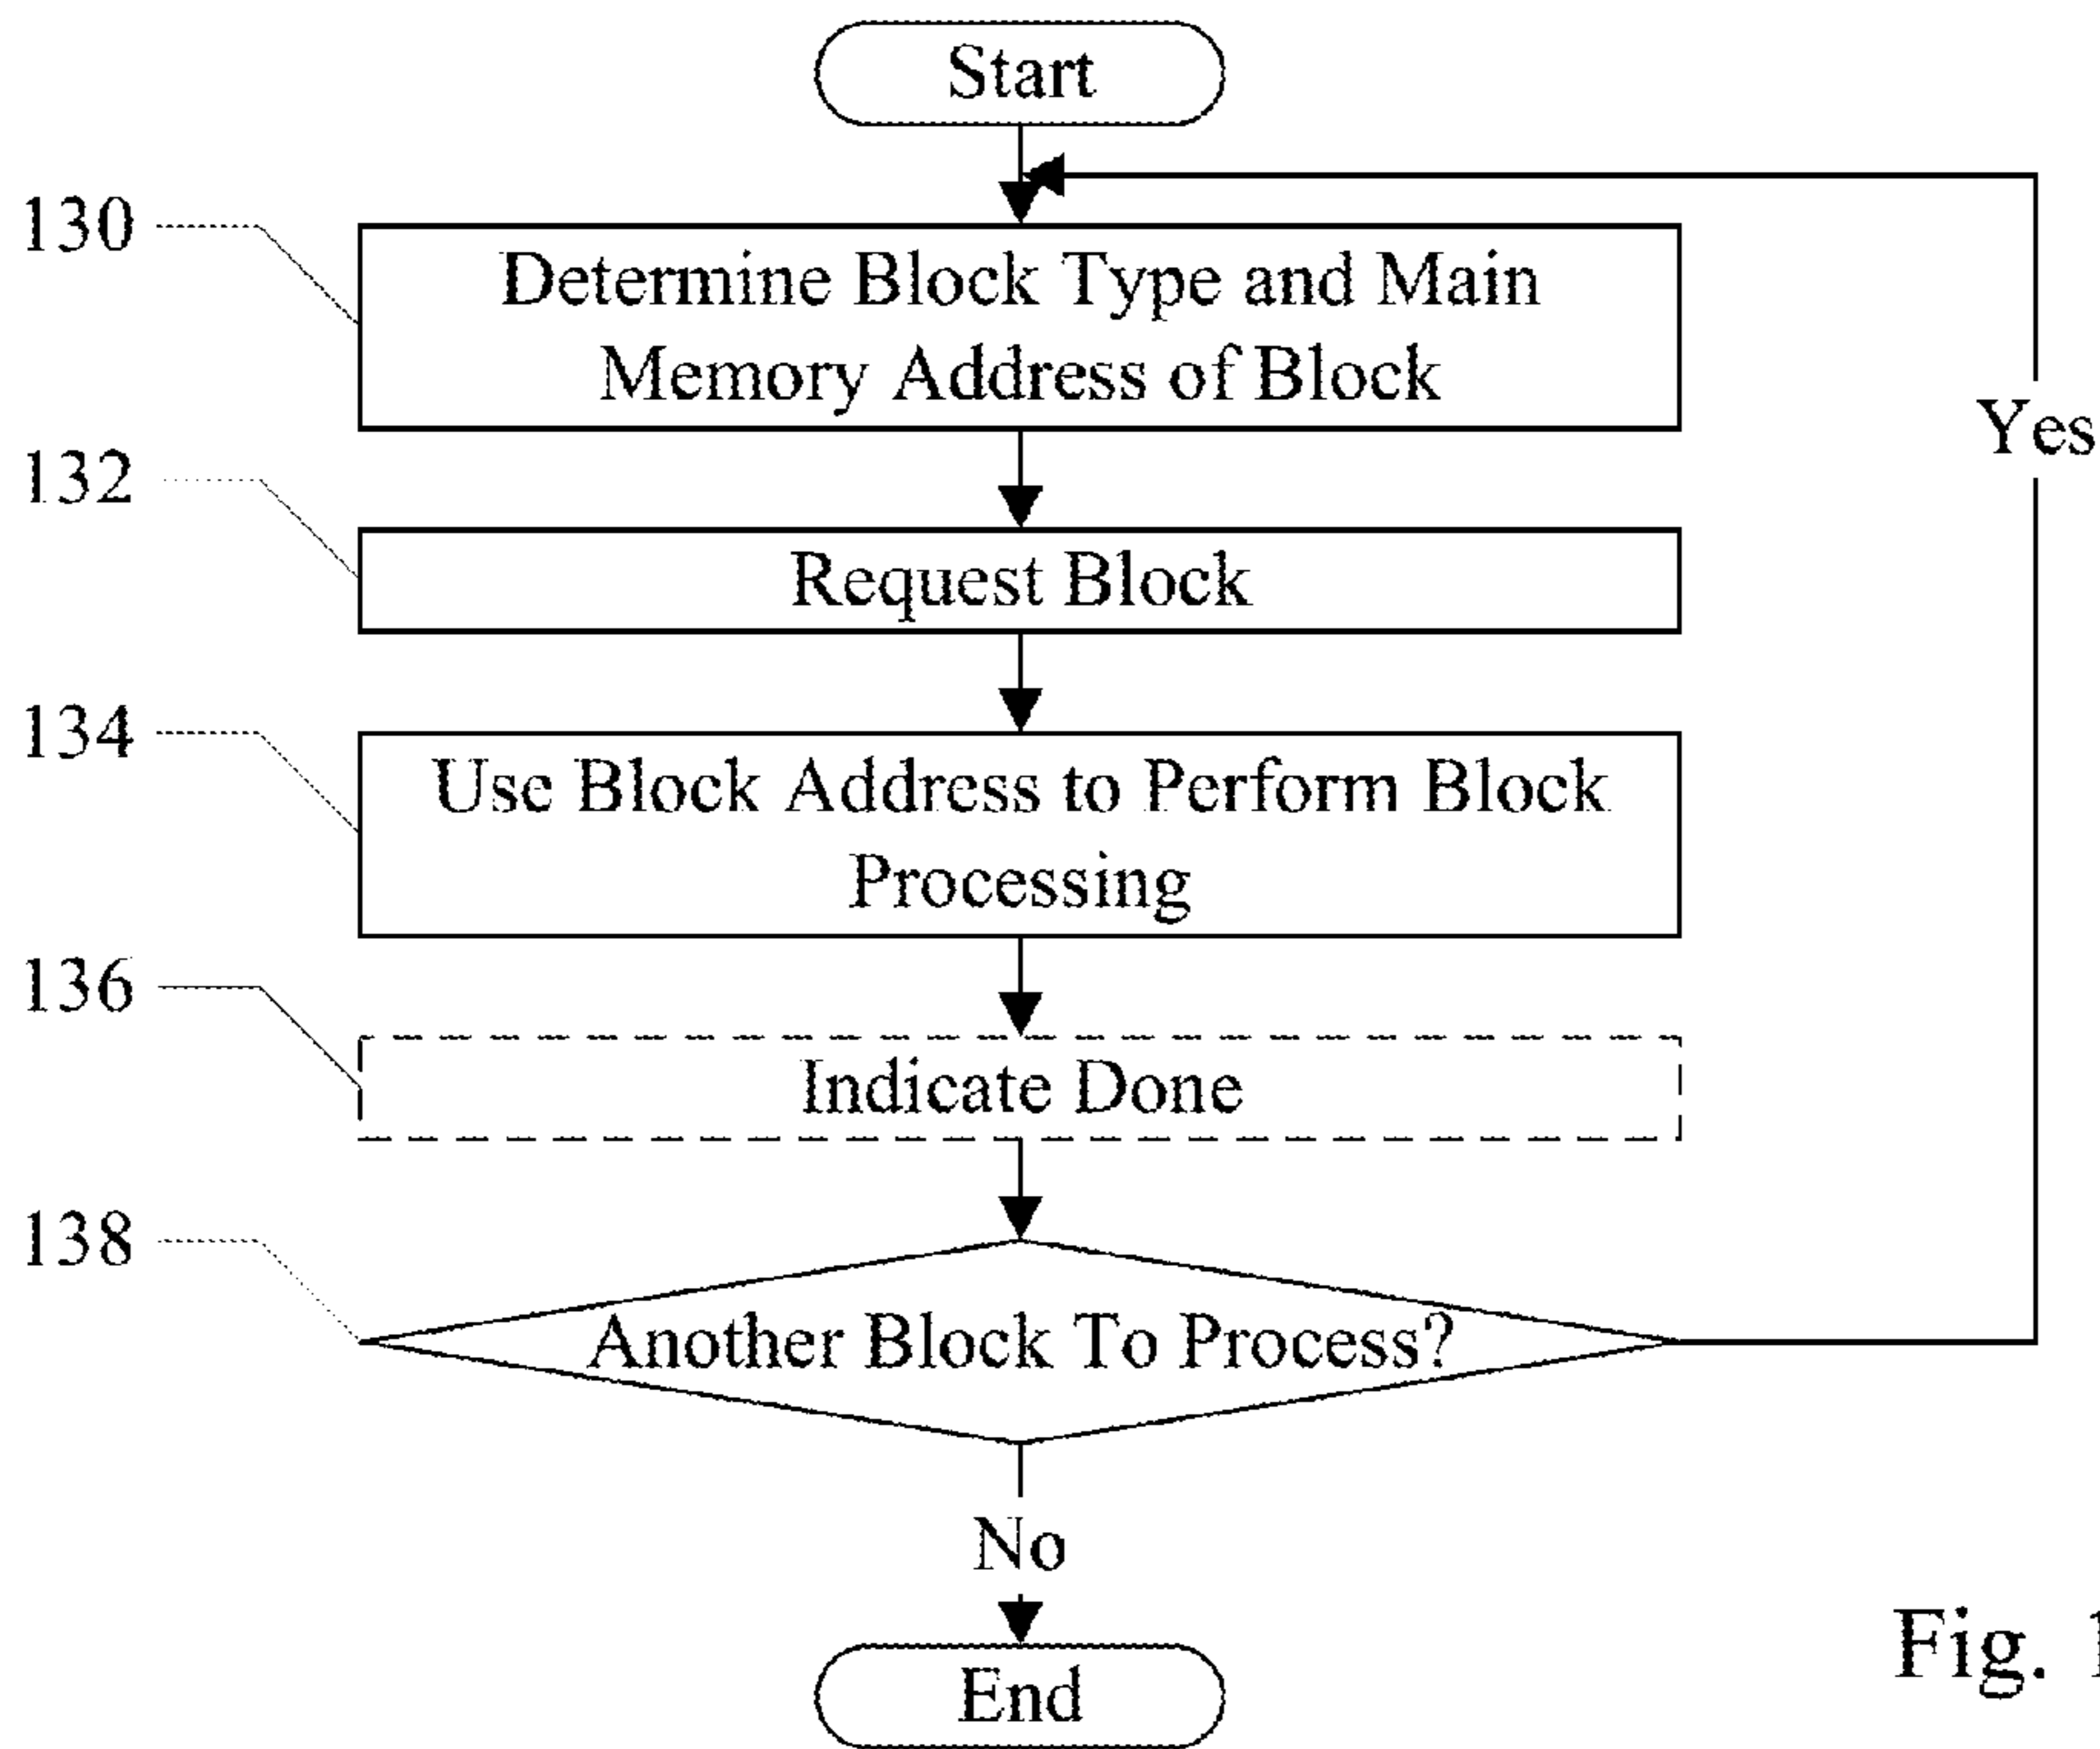 Start
130
Determine Block Type and Main
Memory Address of Block
Yes
132
Request Block
134
Use Block Address to Perform Block
Processing
136
Indicate Done
138
Another Block To Process?
No
Fig.
End